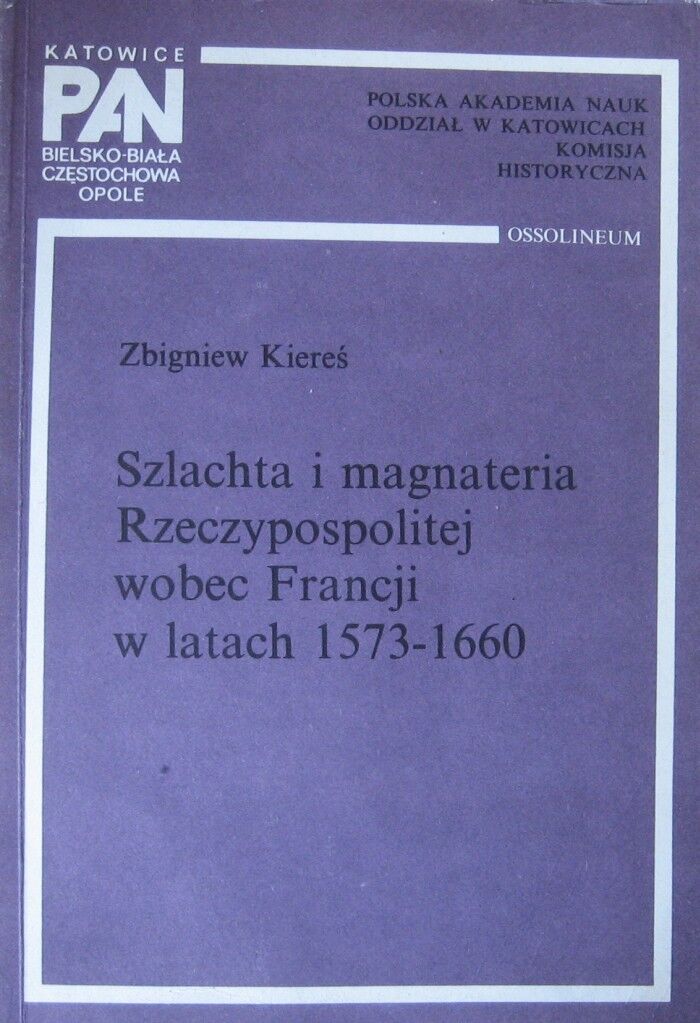 KATOWICE
PAN
BIELSKO-BIAŁA
CZĘSTOCHOWA
OPOLE
POLSKA AKADEMIA NAUK
ODDZIAŁ W KATOWICACH
KOMISJA
HISTORYCZNA
OSSOLINEUM
Zbigniew Kiereś
Szlachta i magnateria
Rzeczypospolitej
wobec Francji
w latach 1573-1660